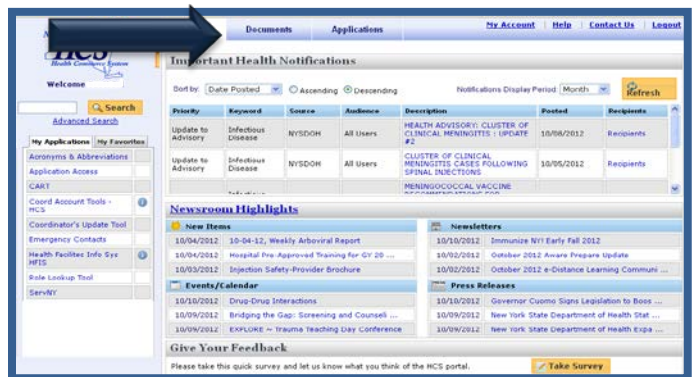 Documents Applications My Account Help Contact Us Logout
HCS
Health Commerce System
Welcome
Search
Advanced Search
My Applications My Favorites
Acronyms & Abbreviations
Application Access
CART
Coord Account Tools - HCS
Coordinator's Update Tool
Emergency Contacts
Health Facilites Info Sys HFIS
Role Lookup Tool
ServNY
Important Health Notifications
Sort by: Date Posted Ascending Descending Notifications Display Period: Month Refresh
Priority Keyword Source Audience Description Posted Recipients
Update to Advisory Infectious Disease NYSDOH All Users HEALTH ADVISORY: CLUSTER OF CLINICAL MENINGITIS : UPDATE #2 10/08/2012 Recipients
Update to Advisory Infectious Disease NYSDOH All Users CLUSTER OF CLINICAL MENINGITIS CASES FOLLOWING SPINAL INJECTIONS 10/05/2012 Recipients
Infectious MENINGOCOCCAL VACCINE RECOMMENDATIONS FOR
Newsroom Highlights
New Items
10/04/2012 10-04-12, Weekly Arboviral Report
10/04/2012 Hospital Pre-Approved Training for GY 20 ...
10/03/2012 Injection Safety-Provider Brochure
Newsletters
10/10/2012 Immunize NY! Early Fall 2012
10/02/2012 October 2012 Aware Prepare Update
10/02/2012 October 2012 e-Distance Learning Communi ...
Events/Calendar
10/10/2012 Drug-Drug Interactions
10/09/2012 Bridging the Gap: Screening and Counseli ...
10/09/2012 EXPLORE ~ Trauma Teaching Day Conference
Press Releases
10/10/2012 Governor Cuomo Signs Legislation to Boos ...
10/09/2012 New York State Department of Health Stat ...
10/09/2012 New York State Department of Health Expa ...
Give Your Feedback
Please take this quick survey and let us know what you think of the HCS portal. Take Survey